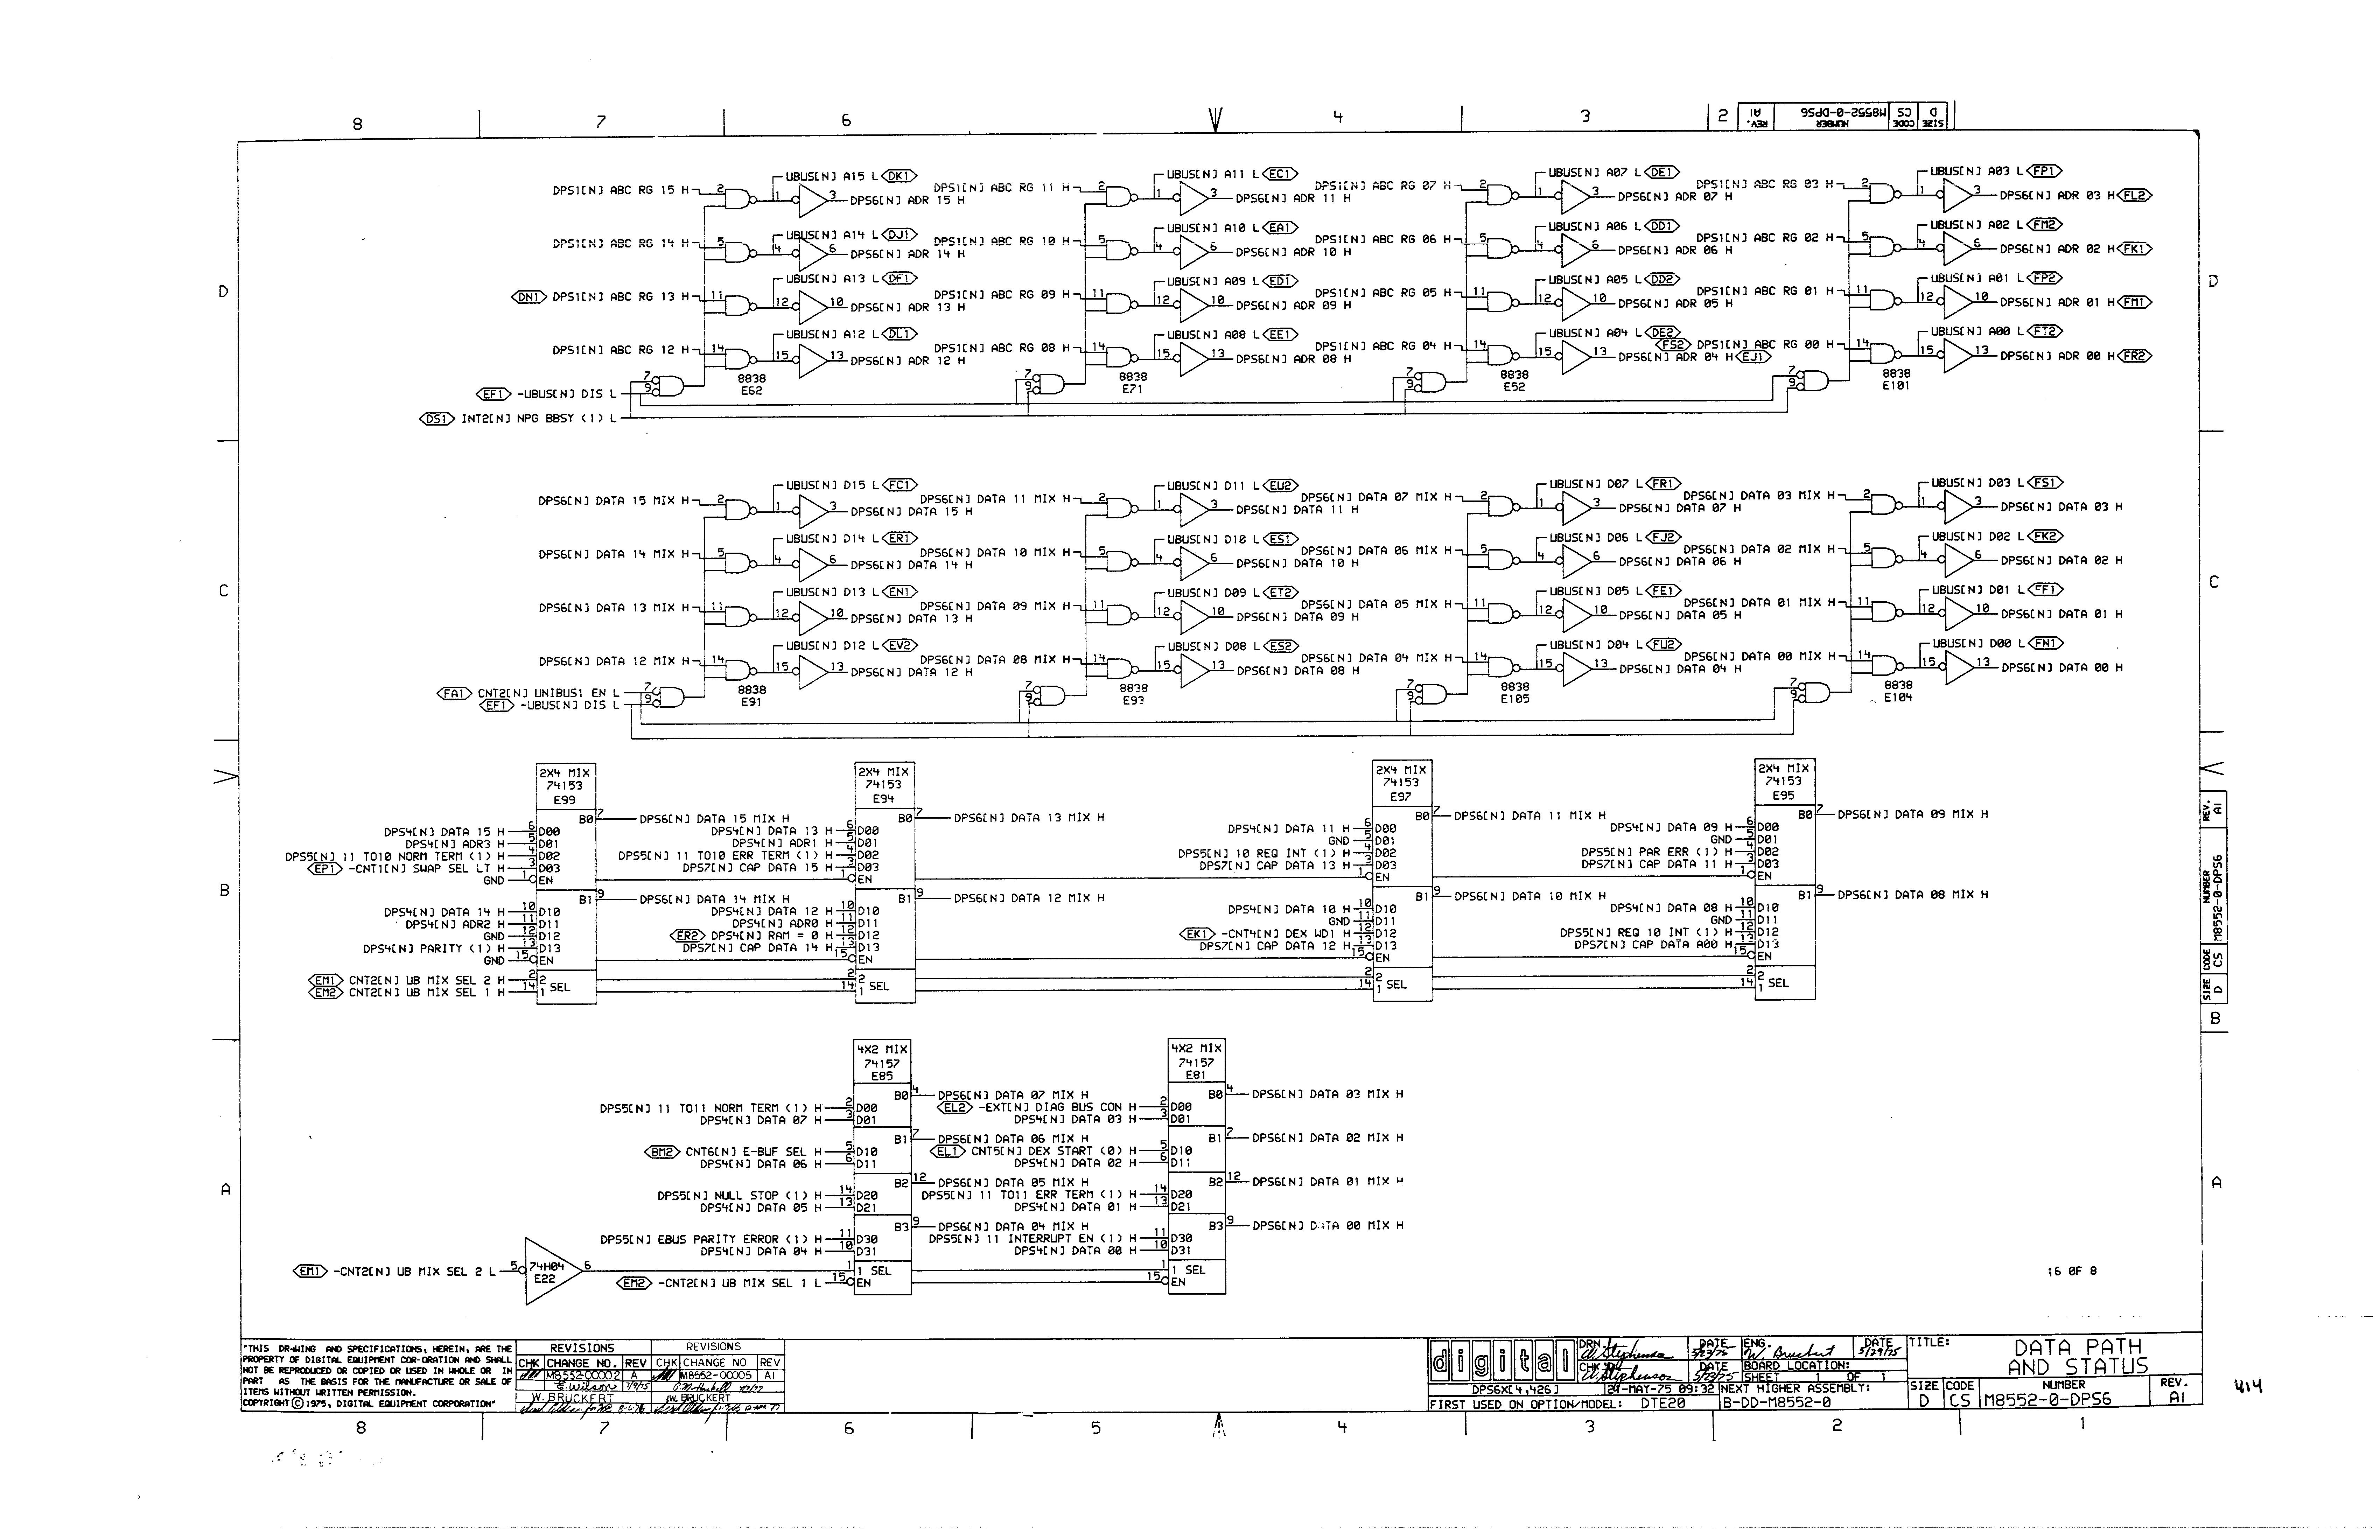 8 7 6 4 3 2
REV. A1 NUMBER M8552-0-DPS6 CODE CS SIZE D
DPS1[N] ABC RG 15 H 2 1 UBUS[N] A15 L DK1 3 DPS6[N] ADR 15 H
DPS1[N] ABC RG 14 H 5 4 UBUS[N] A14 L DJ1 6 DPS6[N] ADR 14 H
DN1 DPS1[N] ABC RG 13 H 11 12 UBUS[N] A13 L DF1 10 DPS6[N] ADR 13 H
DPS1[N] ABC RG 12 H 14 15 UBUS[N] A12 L DL1 13 DPS6[N] ADR 12 H
7 9 8838 E62
EF1 -UBUS[N] DIS L
DS1 INT2[N] NPG BBSY (1) L
DPS1[N] ABC RG 11 H 2 1 UBUS[N] A11 L EC1 3 DPS6[N] ADR 11 H
DPS1[N] ABC RG 10 H 5 4 UBUS[N] A10 L EA1 6 DPS6[N] ADR 10 H
DPS1[N] ABC RG 09 H 11 12 UBUS[N] A09 L ED1 10 DPS6[N] ADR 09 H
DPS1[N] ABC RG 08 H 14 15 UBUS[N] A08 L EE1 13 DPS6[N] ADR 08 H
7 9 8838 E71
DPS1[N] ABC RG 07 H 2 1 UBUS[N] A07 L DE1 3 DPS6[N] ADR 07 H
DPS1[N] ABC RG 06 H 5 4 UBUS[N] A06 L DD1 6 DPS6[N] ADR 06 H
DPS1[N] ABC RG 05 H 11 12 UBUS[N] A05 L DD2 10 DPS6[N] ADR 05 H
DPS1[N] ABC RG 04 H 14 15 UBUS[N] A04 L DE2 13 DPS6[N] ADR 04 H EJ1
7 9 8838 E52
DPS1[N] ABC RG 03 H 2 1 UBUS[N] A03 L FP1 3 DPS6[N] ADR 03 H FL2
DPS1[N] ABC RG 02 H 5 4 UBUS[N] A02 L FM2 6 DPS6[N] ADR 02 H FK1
DPS1[N] ABC RG 01 H 11 12 UBUS[N] A01 L FP2 10 DPS6[N] ADR 01 H FM1
FS2 DPS1[N] ABC RG 00 H 14 15 UBUS[N] A00 L FT2 13 DPS6[N] ADR 00 H FR2
7 9 8838 E101
D D
DPS6[N] DATA 15 MIX H 2 1 UBUS[N] D15 L FC1 3 DPS6[N] DATA 15 H
DPS6[N] DATA 14 MIX H 5 4 UBUS[N] D14 L ER1 6 DPS6[N] DATA 14 H
DPS6[N] DATA 13 MIX H 11 12 UBUS[N] D13 L EN1 10 DPS6[N] DATA 13 H
DPS6[N] DATA 12 MIX H 14 15 UBUS[N] D12 L EV2 13 DPS6[N] DATA 12 H
7 9 8838 E91
FA1 CNT2[N] UNIBUS1 EN L
EF1 -UBUS[N] DIS L
DPS6[N] DATA 11 MIX H 2 1 UBUS[N] D11 L EU2 3 DPS6[N] DATA 11 H
DPS6[N] DATA 10 MIX H 5 4 UBUS[N] D10 L ES1 6 DPS6[N] DATA 10 H
DPS6[N] DATA 09 MIX H 11 12 UBUS[N] D09 L ET2 10 DPS6[N] DATA 09 H
DPS6[N] DATA 08 MIX H 14 15 UBUS[N] D08 L ES2 13 DPS6[N] DATA 08 H
7 9 8838 E93
DPS6[N] DATA 07 MIX H 2 1 UBUS[N] D07 L FR1 3 DPS6[N] DATA 07 H
DPS6[N] DATA 06 MIX H 5 4 UBUS[N] D06 L FJ2 6 DPS6[N] DATA 06 H
DPS6[N] DATA 05 MIX H 11 12 UBUS[N] D05 L FE1 10 DPS6[N] DATA 05 H
DPS6[N] DATA 04 MIX H 14 15 UBUS[N] D04 L FU2 13 DPS6[N] DATA 04 H
7 9 8838 E105
DPS6[N] DATA 03 MIX H 2 1 UBUS[N] D03 L FS1 3 DPS6[N] DATA 03 H
DPS6[N] DATA 02 MIX H 5 4 UBUS[N] D02 L FK2 6 DPS6[N] DATA 02 H
DPS6[N] DATA 01 MIX H 11 12 UBUS[N] D01 L FF1 10 DPS6[N] DATA 01 H
DPS6[N] DATA 00 MIX H 14 15 UBUS[N] D00 L FN1 13 DPS6[N] DATA 00 H
7 9 8838 E104
C C
2X4 MIX
74153
E99
B0 7 DPS6[N] DATA 15 MIX H
DPS4[N] DATA 15 H 6 D00
DPS4[N] ADR3 H 5 D01
DPS5[N] 11 TO10 NORM TERM (1) H 4 D02
EP1 -CNT1[N] SWAP SEL LT H 3 D03
GND 1 EN
B1 9 DPS6[N] DATA 14 MIX H
DPS4[N] DATA 14 H 10 D10
DPS4[N] ADR2 H 11 D11
GND 12 D12
DPS4[N] PARITY (1) H 13 D13
GND 15 EN
EM1 CNT2[N] UB MIX SEL 2 H 2 2
EM2 CNT2[N] UB MIX SEL 1 H 14 1 SEL
2X4 MIX
74153
E94
B0 7 DPS6[N] DATA 13 MIX H
DPS4[N] DATA 13 H 6 D00
DPS4[N] ADR1 H 5 D01
DPS5[N] 11 TO10 ERR TERM (1) H 4 D02
DPS7[N] CAP DATA 15 H 3 D03
1 EN
B1 9 DPS6[N] DATA 12 MIX H
DPS4[N] DATA 12 H 10 D10
DPS4[N] ADR0 H 11 D11
ER2 DPS4[N] RAM = 0 H 12 D12
DPS7[N] CAP DATA 14 H 13 D13
15 EN
2 2
14 1 SEL
2X4 MIX
74153
E97
B0 7 DPS6[N] DATA 11 MIX H
DPS4[N] DATA 11 H 6 D00
GND 5 D01
DPS5[N] 10 REQ INT (1) H 4 D02
DPS7[N] CAP DATA 13 H 3 D03
1 EN
B1 9 DPS6[N] DATA 10 MIX H
DPS4[N] DATA 10 H 10 D10
GND 11 D11
EK1 -CNT4[N] DEX WD1 H 12 D12
DPS7[N] CAP DATA 12 H 13 D13
15 EN
2 2
14 1 SEL
2X4 MIX
74153
E95
B0 7 DPS6[N] DATA 09 MIX H
DPS4[N] DATA 09 H 6 D00
GND 5 D01
DPS5[N] PAR ERR (1) H 4 D02
DPS7[N] CAP DATA 11 H 3 D03
1 EN
B1 9 DPS6[N] DATA 08 MIX H
DPS4[N] DATA 08 H 10 D10
GND 11 D11
DPS5[N] REQ 10 INT (1) H 12 D12
DPS7[N] CAP DATA A00 H 13 D13
15 EN
2 2
14 1 SEL
B B
REV. A1
NUMBER M8552-0-DPS6
CODE CS
SIZE D
4X2 MIX
74157
E85
B0 4 DPS6[N] DATA 07 MIX H
DPS5[N] 11 TO11 NORM TERM (1) H 2 D00
DPS4[N] DATA 07 H 3 D01
B1 7 DPS6[N] DATA 06 MIX H
BM2 CNT6[N] E-BUF SEL H 5 D10
DPS4[N] DATA 06 H 6 D11
B2 12 DPS6[N] DATA 05 MIX H
DPS5[N] NULL STOP (1) H 14 D20
DPS4[N] DATA 05 H 13 D21
B3 9 DPS6[N] DATA 04 MIX H
DPS5[N] EBUS PARITY ERROR (1) H 11 D30
DPS4[N] DATA 04 H 10 D31
EM1 -CNT2[N] UB MIX SEL 2 L 5 74H04 E22 6 1 1 SEL
EM2 -CNT2[N] UB MIX SEL 1 L 15 EN
4X2 MIX
74157
E81
B0 4 DPS6[N] DATA 03 MIX H
EL2 -EXT[N] DIAG BUS CON H 2 D00
DPS4[N] DATA 03 H 3 D01
B1 7 DPS6[N] DATA 02 MIX H
EL1 CNT5[N] DEX START (0) H 5 D10
DPS4[N] DATA 02 H 6 D11
B2 12 DPS6[N] DATA 01 MIX H
DPS5[N] 11 TO11 ERR TERM (1) H 14 D20
DPS4[N] DATA 01 H 13 D21
B3 9 DPS6[N] DATA 00 MIX H
DPS5[N] 11 INTERRUPT EN (1) H 11 D30
DPS4[N] DATA 00 H 10 D31
1 1 SEL
15 EN
A A
6 OF 8
"THIS DRAWING AND SPECIFICATIONS, HEREIN, ARE THE
PROPERTY OF DIGITAL EQUIPMENT CORPORATION AND SHALL
NOT BE REPRODUCED OR COPIED OR USED IN WHOLE OR IN
PART AS THE BASIS FOR THE MANUFACTURE OR SALE OF
ITEMS WITHOUT WRITTEN PERMISSION.
COPYRIGHT © 1975, DIGITAL EQUIPMENT CORPORATION"
REVISIONS REVISIONS
CHK CHANGE NO. REV CHK CHANGE NO REV
M8552-00002 A M8552-00005 A1
E. Wilson 7/9/75
W. BRUCKERT W. BRUCKERT
digital
DRN. W Stephenson DATE 5/23/75 ENG. W. Bruckert DATE 5/29/75
CHK W Stephenson DATE 5/23/75 BOARD LOCATION:
SHEET 1 OF 1
DPS6X[4,426] 29-MAY-75 09:32 NEXT HIGHER ASSEMBLY:
FIRST USED ON OPTION/MODEL: DTE20 B-DD-M8552-0
TITLE: DATA PATH
AND STATUS
SIZE D CODE CS NUMBER M8552-0-DPS6 REV. A1
414
8 7 6 5 4 3 2 1